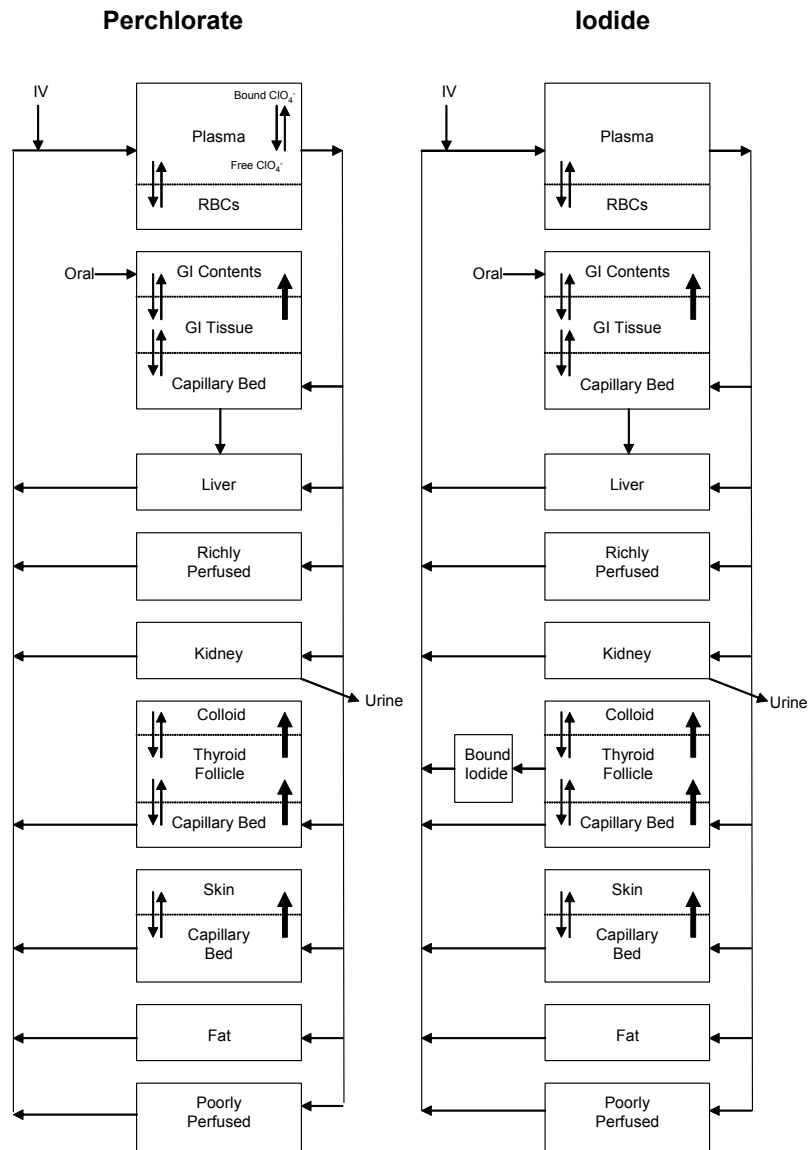 Perchlorate
IV
Bound ClO₄⁻
Plasma
Free ClO₄⁻
RBCs
Oral
GI Contents
GI Tissue
Capillary Bed
Liver
Richly
Perfused
Kidney
Urine
Colloid
Thyroid
Follicle
Capillary Bed
Skin
Capillary
Bed
Fat
Poorly
Perfused
Iodide
IV
Plasma
RBCs
Oral
GI Contents
GI Tissue
Capillary Bed
Liver
Richly
Perfused
Kidney
Urine
Colloid
Bound
Iodide
Thyroid
Follicle
Capillary Bed
Skin
Capillary
Bed
Fat
Poorly
Perfused